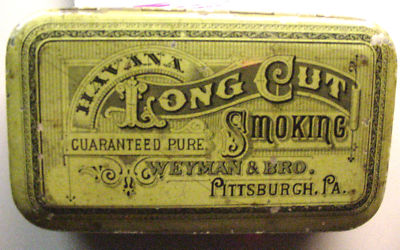 HAVANA
LONG CUT
SMOKING
GUARANTEED PURE
WEYMAN & BRO.
PITTSBURGH, PA.